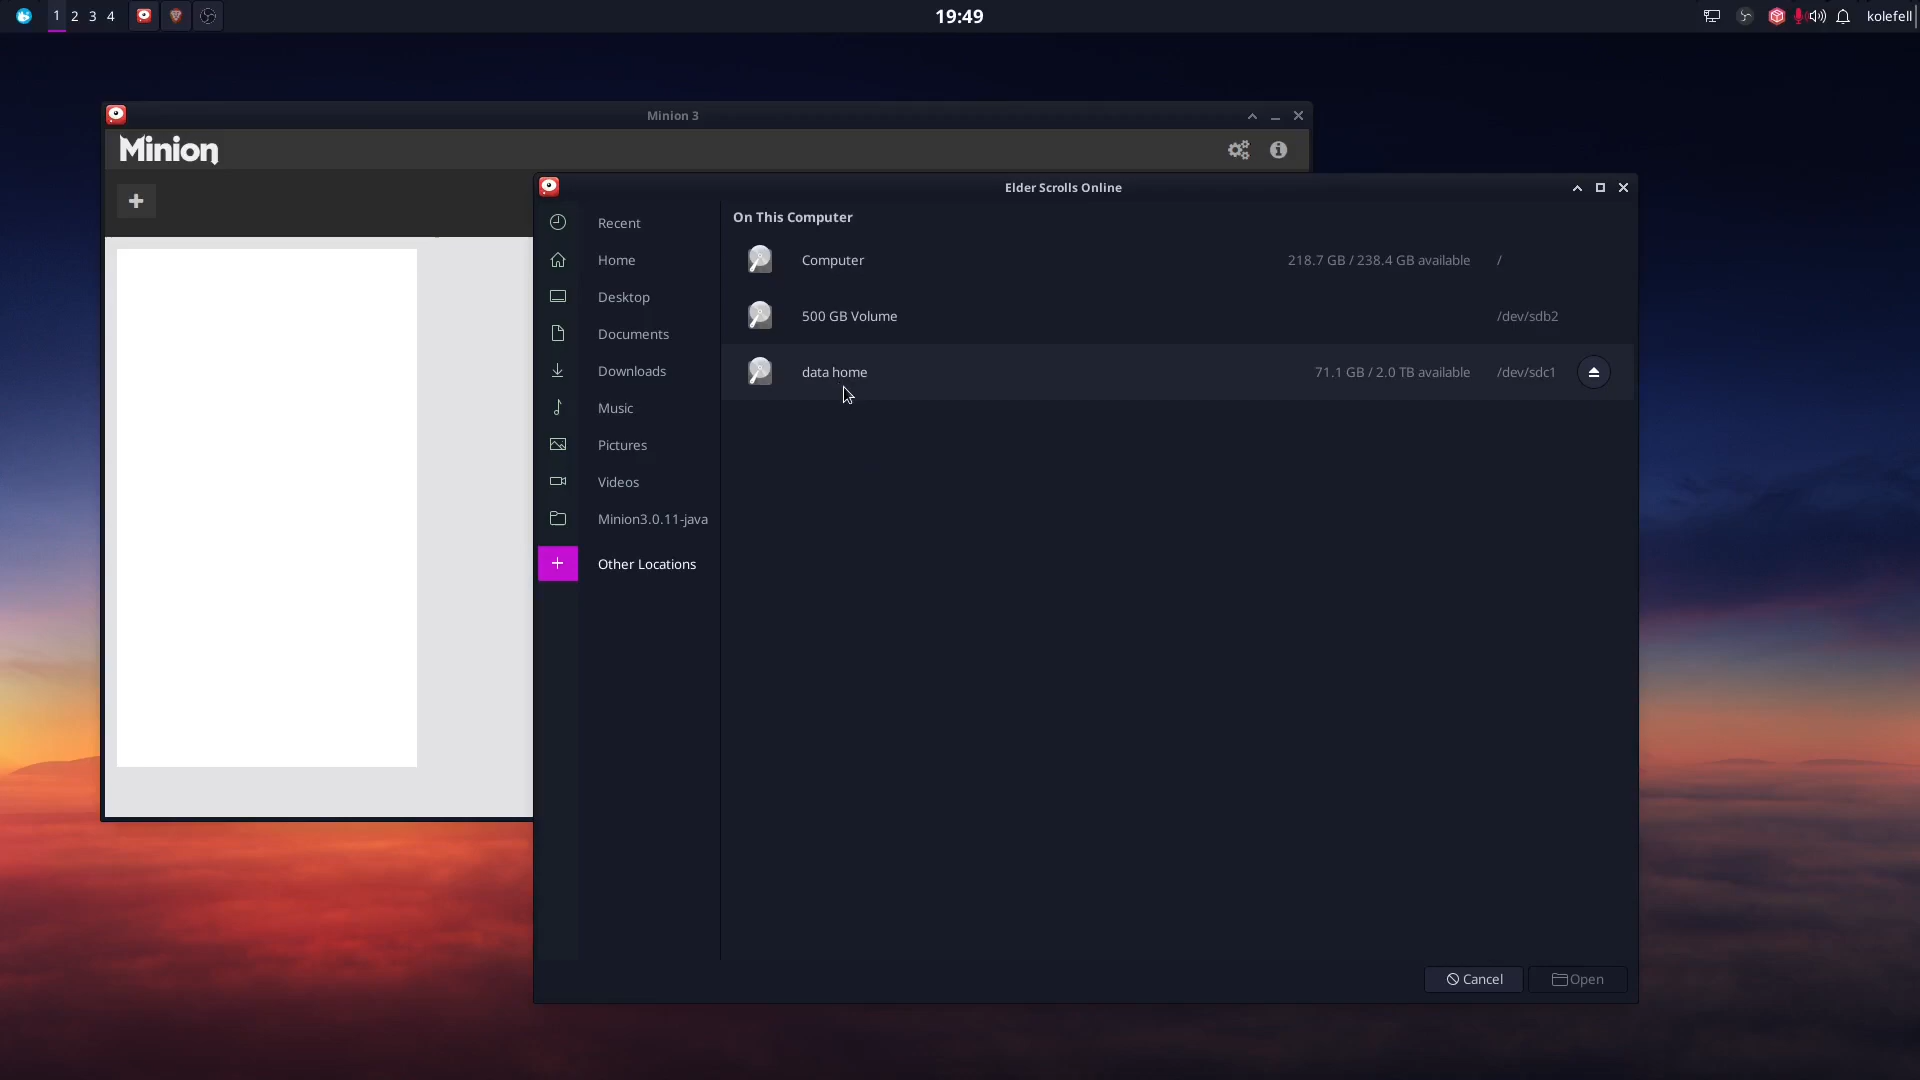 1 2 3 4
19:49
kolefell
Minion 3
Minion
Elder Scrolls Online
Recent
Home
Desktop
Documents
Downloads
Music
Pictures
Videos
Minion3.0.11-java
Other Locations
On This Computer
Computer 218.7 GB / 238.4 GB available /
500 GB Volume /dev/sdb2
data home 71.1 GB / 2.0 TB available /dev/sdc1
Cancel Open